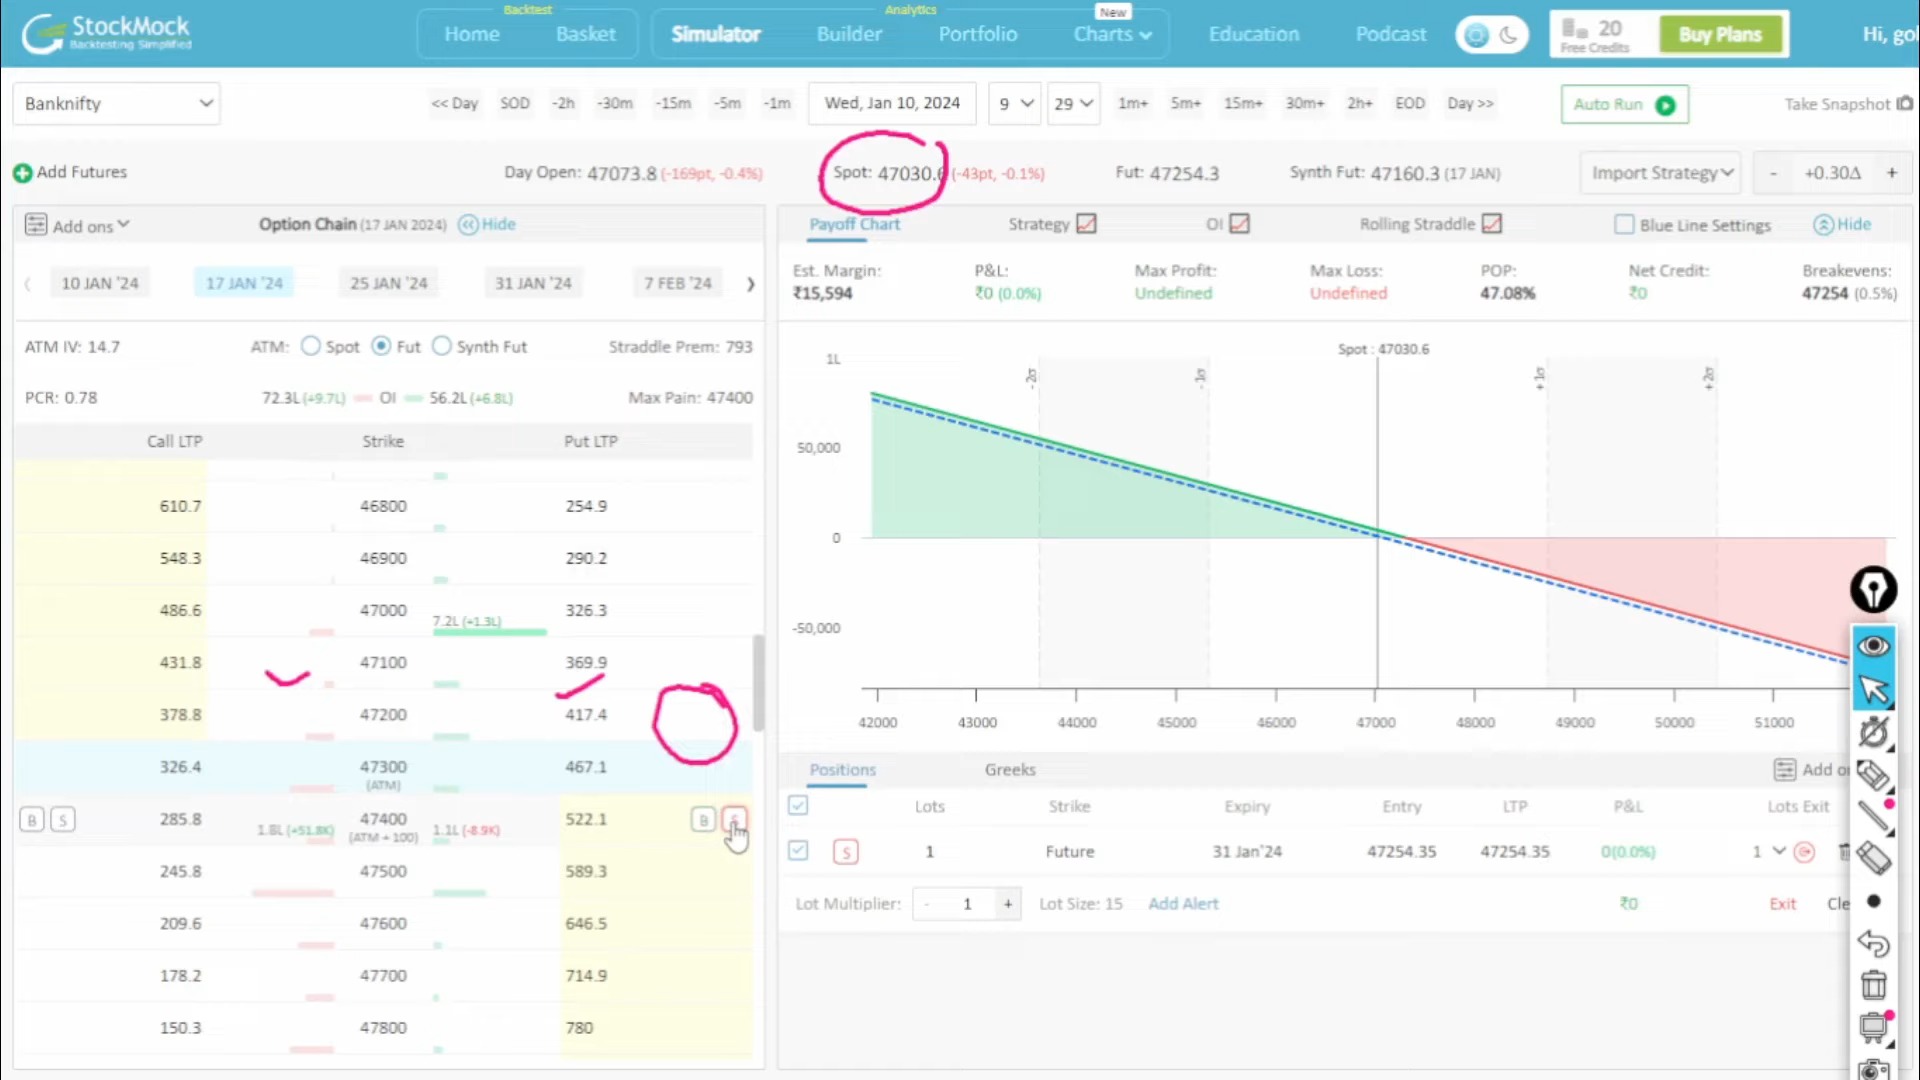 StockMock
Backtesting Simplified
Backtest
Home Basket
Analytics
Simulator Builder Portfolio Charts
New
Education Podcast
20
Free Credits
Buy Plans
Hi, gol
Banknifty
<< Day SOD -2h -30m -15m -5m -1m Wed, Jan 10, 2024 9 29 1m+ 5m+ 15m+ 30m+ 2h+ EOD Day >>
Auto Run
Take Snapshot
Add Futures
Day Open: 47073.8 (-169pt, -0.4%)
Spot: 47030.6 (-43pt, -0.1%)
Fut: 47254.3
Synth Fut: 47160.3 (17 JAN)
Import Strategy
- +0.30Δ +
Add ons
Option Chain (17 JAN 2024) Hide
10 JAN '24 17 JAN '24 25 JAN '24 31 JAN '24 7 FEB '24
ATM IV: 14.7 ATM: Spot Fut Synth Fut Straddle Prem: 793
PCR: 0.78 72.3L (+9.7L) OI 56.2L (+6.8L) Max Pain: 47400
Call LTP Strike Put LTP
610.7 46800 254.9
548.3 46900 290.2
486.6 47000 7.2L (+1.3L) 326.3
431.8 47100 369.9
378.8 47200 417.4
326.4 47300 467.1
(ATM)
B S 285.8 1.8L (+51.8K) 47400 1.1L (-8.9K) 522.1 B S
(ATM + 100)
245.8 47500 589.3
209.6 47600 646.5
178.2 47700 714.9
150.3 47800 780
Payoff Chart Strategy OI Rolling Straddle Blue Line Settings Hide
Est. Margin: P&L: Max Profit: Max Loss: POP: Net Credit: Breakevens:
₹15,594 ₹0 (0.0%) Undefined Undefined 47.08% ₹0 47254 (0.5%)
Spot : 47030.6
1L
-2σ -1σ +1σ +2σ
50,000
0
-50,000
42000 43000 44000 45000 46000 47000 48000 49000 50000 51000
Positions Greeks Add o
Lots Strike Expiry Entry LTP P&L Lots Exit
S 1 Future 31 Jan'24 47254.35 47254.35 0(0.0%) 1
Lot Multiplier: - 1 + Lot Size: 15 Add Alert ₹0 Exit Cle